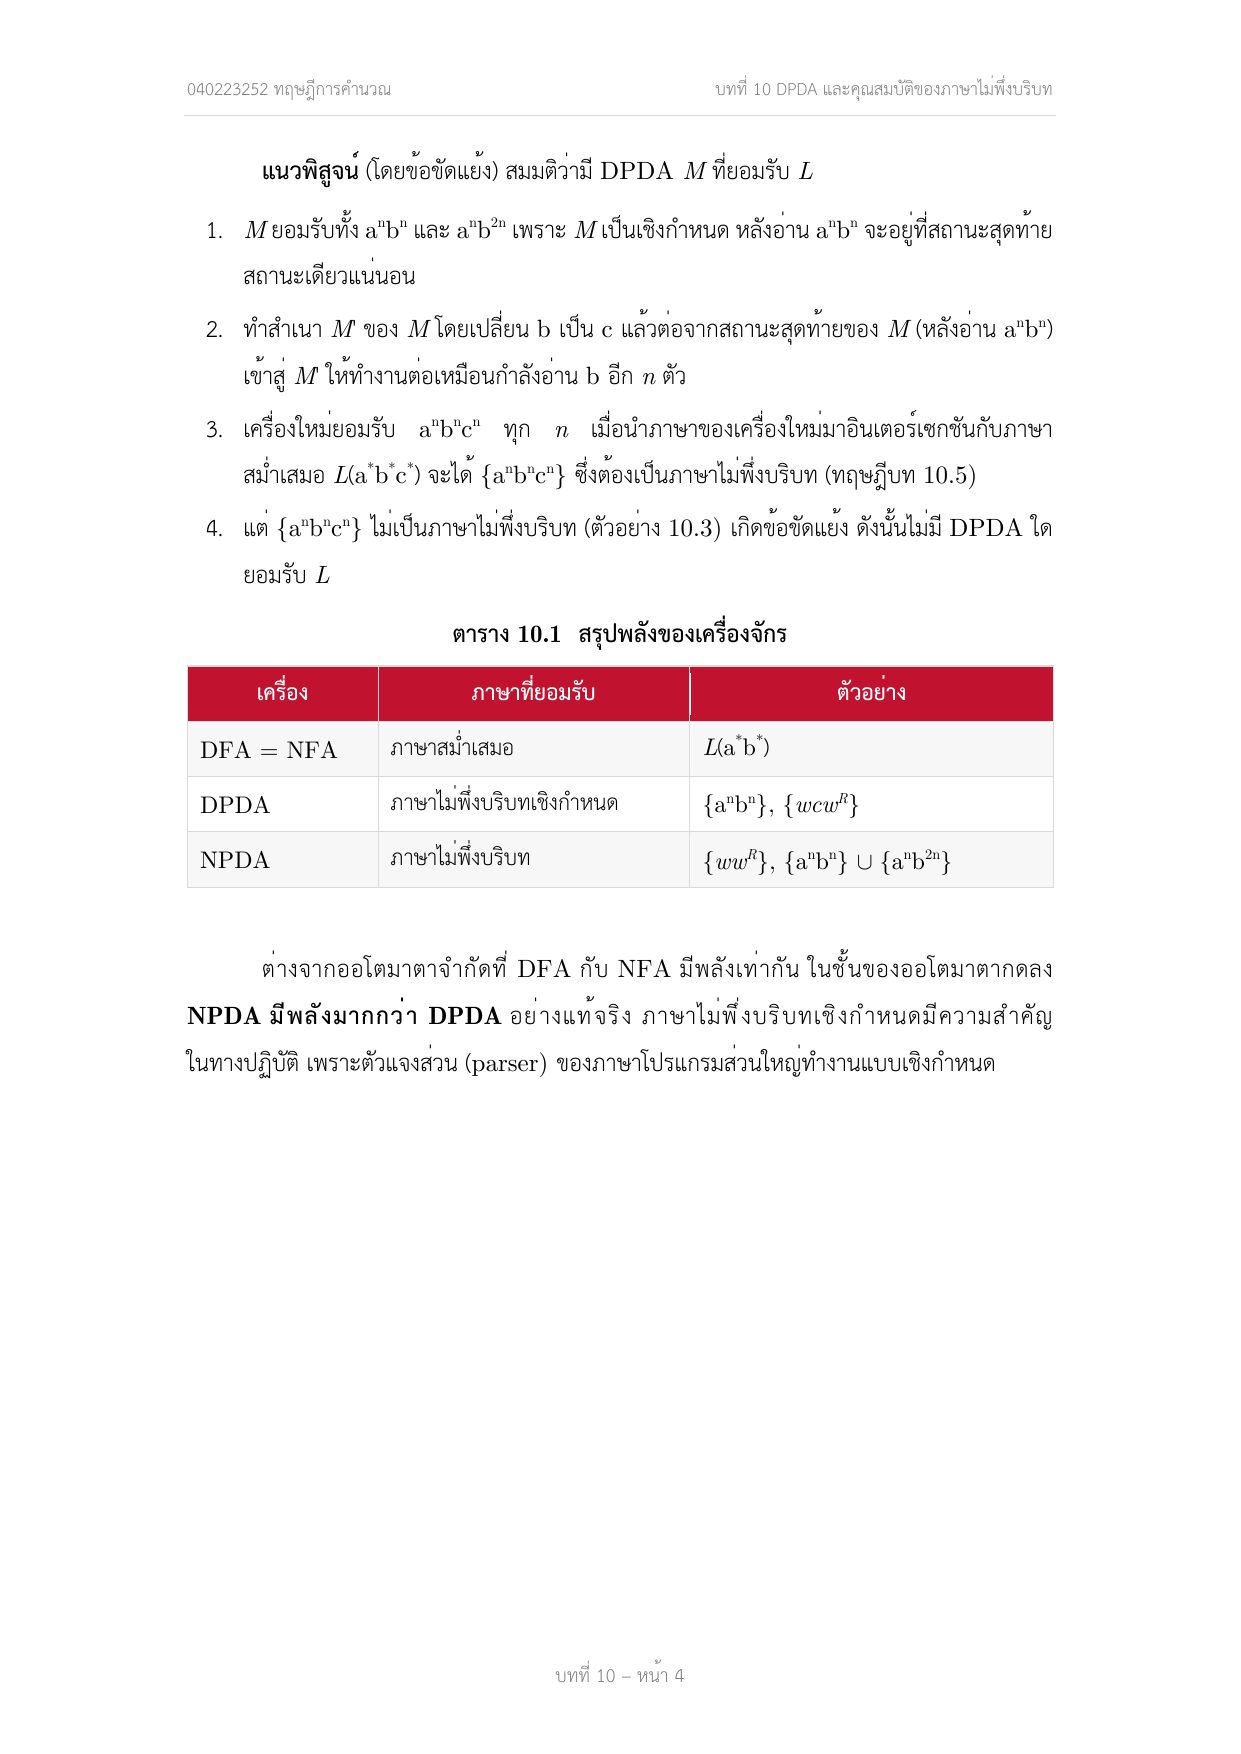 040223252 ทฤษฎีการคำนวณ บทที่ 10 DPDA และคุณสมบัติของภาษาไม่พึ่งบริบท
แนวพิสูจน์ (โดยข้อขัดแย้ง) สมมติว่ามี DPDA M ที่ยอมรับ L
1. M ยอมรับทั้ง aⁿbⁿ และ aⁿb²ⁿ เพราะ M เป็นเชิงกำหนด หลังอ่าน aⁿbⁿ จะอยู่ที่สถานะสุดท้าย
สถานะเดียวแน่นอน
2. ทำสำเนา M' ของ M โดยเปลี่ยน b เป็น c แล้วต่อจากสถานะสุดท้ายของ M (หลังอ่าน aⁿbⁿ)
เข้าสู่ M' ให้ทำงานต่อเหมือนกำลังอ่าน b อีก n ตัว
3. เครื่องใหม่ยอมรับ aⁿbⁿcⁿ ทุก n เมื่อนำภาษาของเครื่องใหม่มาอินเตอร์เซกชันกับภาษา
สม่ำเสมอ L(a*b*c*) จะได้ {aⁿbⁿcⁿ} ซึ่งต้องเป็นภาษาไม่พึ่งบริบท (ทฤษฎีบท 10.5)
4. แต่ {aⁿbⁿcⁿ} ไม่เป็นภาษาไม่พึ่งบริบท (ตัวอย่าง 10.3) เกิดข้อขัดแย้ง ดังนั้นไม่มี DPDA ใด
ยอมรับ L
ตาราง 10.1 สรุปพลังของเครื่องจักร
เครื่อง ภาษาที่ยอมรับ ตัวอย่าง
DFA = NFA ภาษาสม่ำเสมอ L(a*b*)
DPDA ภาษาไม่พึ่งบริบทเชิงกำหนด {aⁿbⁿ}, {wcwᴿ}
NPDA ภาษาไม่พึ่งบริบท {wwᴿ}, {aⁿbⁿ} ∪ {aⁿb²ⁿ}
ต่างจากออโตมาตาจำกัดที่ DFA กับ NFA มีพลังเท่ากัน ในชั้นของออโตมาตากดลง
NPDA มีพลังมากกว่า DPDA อย่างแท้จริง ภาษาไม่พึ่งบริบทเชิงกำหนดมีความสำคัญ
ในทางปฏิบัติ เพราะตัวแจงส่วน (parser) ของภาษาโปรแกรมส่วนใหญ่ทำงานแบบเชิงกำหนด
บทที่ 10 – หน้า 4